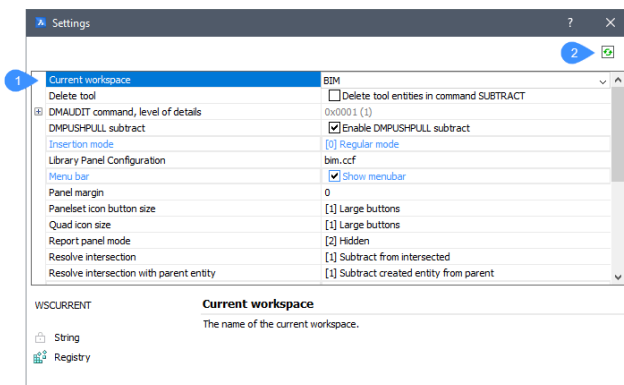 Settings
?
2
1
Current workspace BIM
Delete tool Delete tool entities in command SUBTRACT
DMAUDIT command, level of details 0x0001 (1)
DMPUSHPULL subtract Enable DMPUSHPULL subtract
Insertion mode [0] Regular mode
Library Panel Configuration bim.ccf
Menu bar Show menubar
Panel margin 0
Panelset icon button size [1] Large buttons
Quad icon size [1] Large buttons
Report panel mode [2] Hidden
Resolve intersection [1] Subtract from intersected
Resolve intersection with parent entity [1] Subtract created entity from parent
WSCURRENT Current workspace
The name of the current workspace.
String
Registry